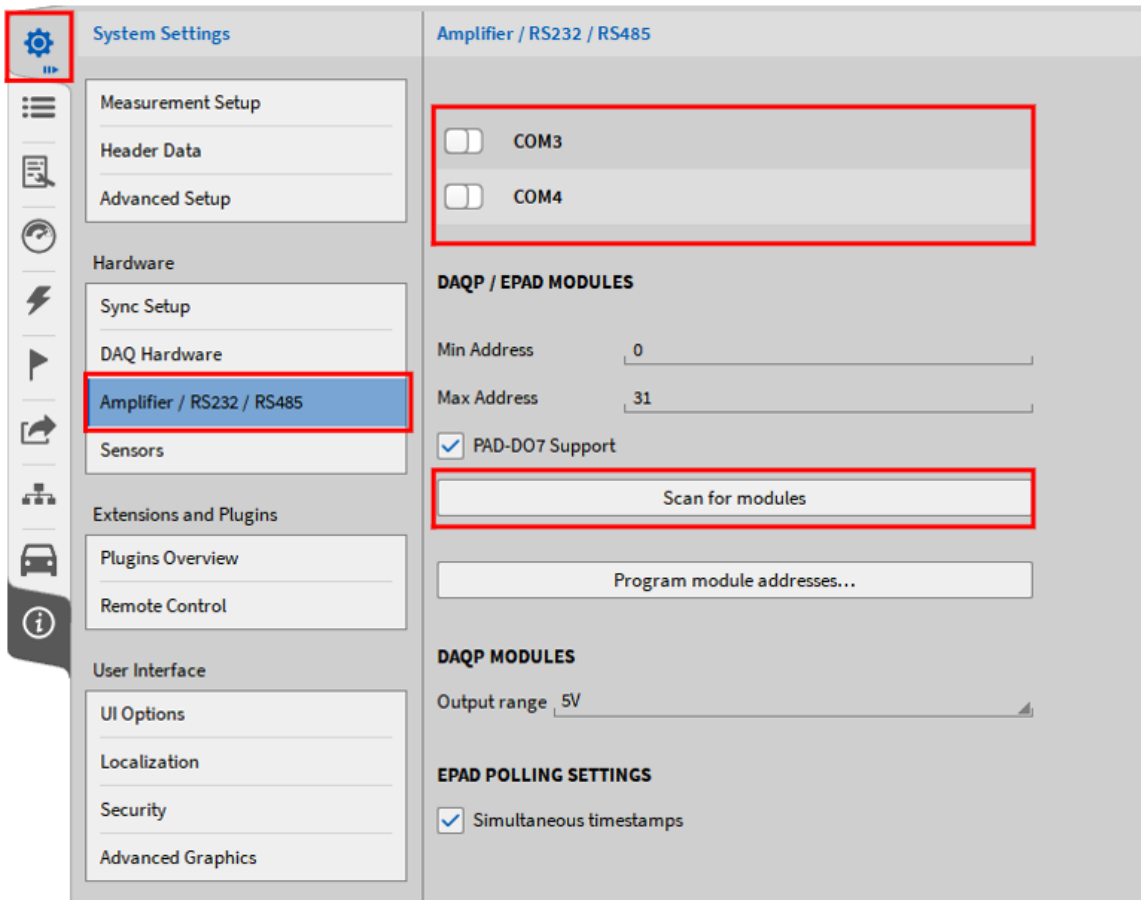 System Settings
Measurement Setup
Header Data
Advanced Setup
Hardware
Sync Setup
DAQ Hardware
Amplifier / RS232 / RS485
Sensors
Extensions and Plugins
Plugins Overview
Remote Control
User Interface
UI Options
Localization
Security
Advanced Graphics
Amplifier / RS232 / RS485
COM3
COM4
DAQP / EPAD MODULES
Min Address 0
Max Address 31
PAD-DO7 Support
Scan for modules
Program module addresses...
DAQP MODULES
Output range 5V
EPAD POLLING SETTINGS
Simultaneous timestamps